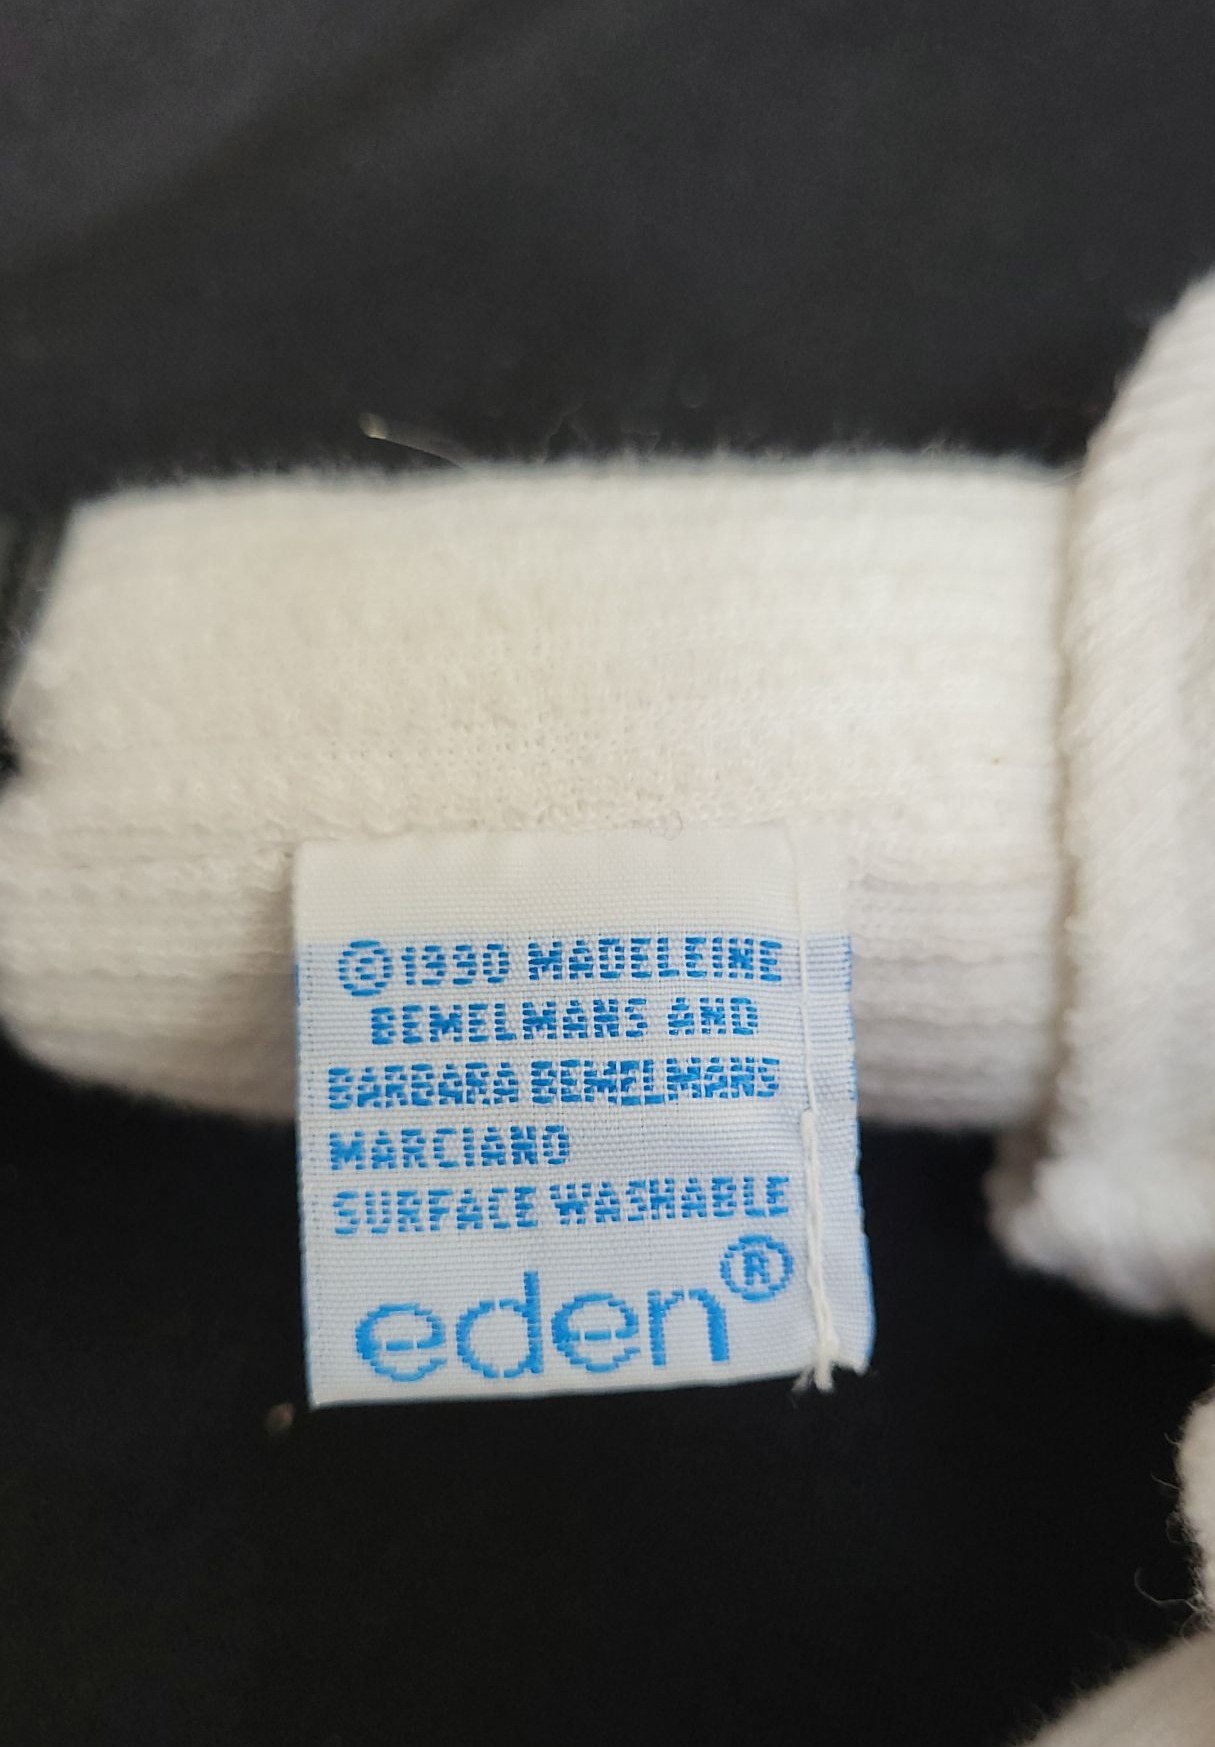 ©1990 MADELEINE
BEMELMANS AND
BARBARA BEMELMANS
MARCIANO
SURFACE WASHABLE
eden®